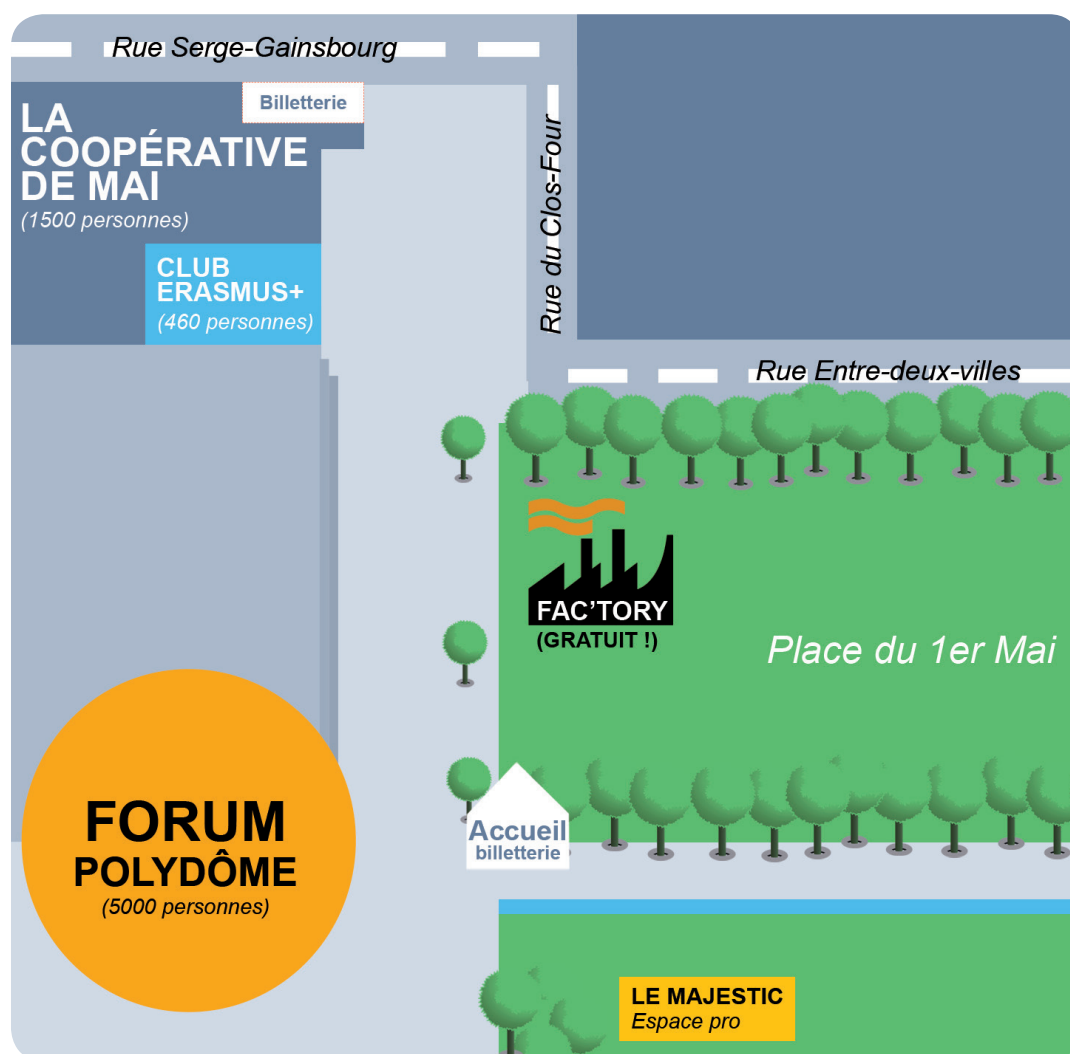 Rue Serge-Gainsbourg
Billetterie
LA
COOPÉRATIVE
DE MAI
(1500 personnes)
CLUB
ERASMUS+
(460 personnes)
Rue du Clos-Four
Rue Entre-deux-villes
FAC'TORY
(GRATUIT !)
Place du 1er Mai
FORUM
POLYDÔME
(5000 personnes)
Accueil
billetterie
LE MAJESTIC
Espace pro